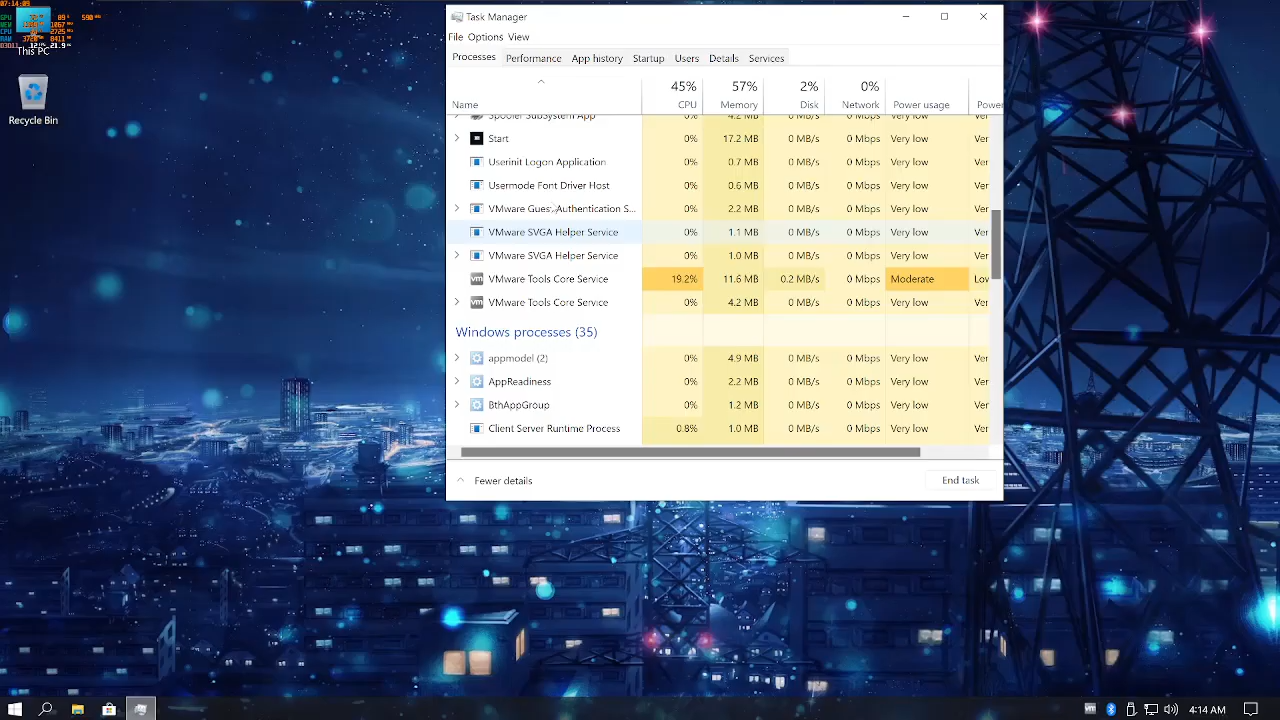 07:14:09
This PC
Recycle Bin
Task Manager
File Options View
Processes Performance App history Startup Users Details Services
45% 57% 2% 0%
Name CPU Memory Disk Network Power usage Power
Spooler SubSystem App 0% 4.2 MB 0 MB/s 0 Mbps Very low Ver
Start 0% 17.2 MB 0 MB/s 0 Mbps Very low Ver
Userinit Logon Application 0% 0.7 MB 0 MB/s 0 Mbps Very low Ver
Usermode Font Driver Host 0% 0.6 MB 0 MB/s 0 Mbps Very low Ver
VMware Guest Authentication S... 0% 2.2 MB 0 MB/s 0 Mbps Very low Ver
VMware SVGA Helper Service 0% 1.1 MB 0 MB/s 0 Mbps Very low Ver
VMware SVGA Helper Service 0% 1.0 MB 0 MB/s 0 Mbps Very low Ver
vm VMware Tools Core Service 19.2% 11.6 MB 0.2 MB/s 0 Mbps Moderate Lov
vm VMware Tools Core Service 0% 4.2 MB 0 MB/s 0 Mbps Very low Ver
Windows processes (35)
appmodel (2) 0% 4.9 MB 0 MB/s 0 Mbps Very low Ver
AppReadiness 0% 2.2 MB 0 MB/s 0 Mbps Very low Ver
BthAppGroup 0% 1.2 MB 0 MB/s 0 Mbps Very low Ver
Client Server Runtime Process 0.8% 1.0 MB 0 MB/s 0 Mbps Very low Ver
Fewer details End task
vm 4:14 AM